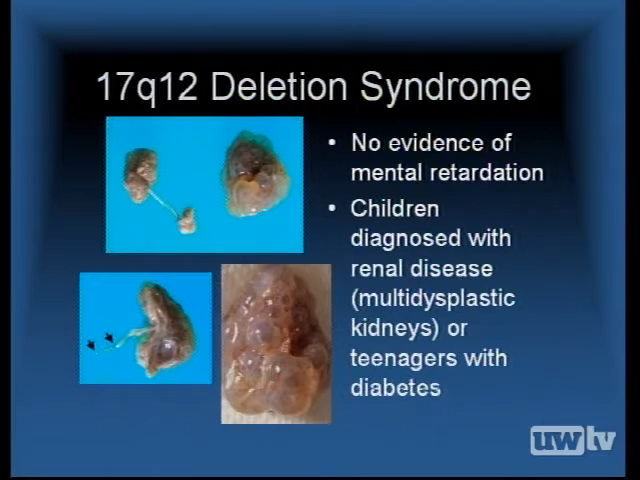 17q12 Deletion Syndrome
• No evidence of
mental retardation
• Children
diagnosed with
renal disease
(multidysplastic
kidneys) or
teenagers with
diabetes
uwtv